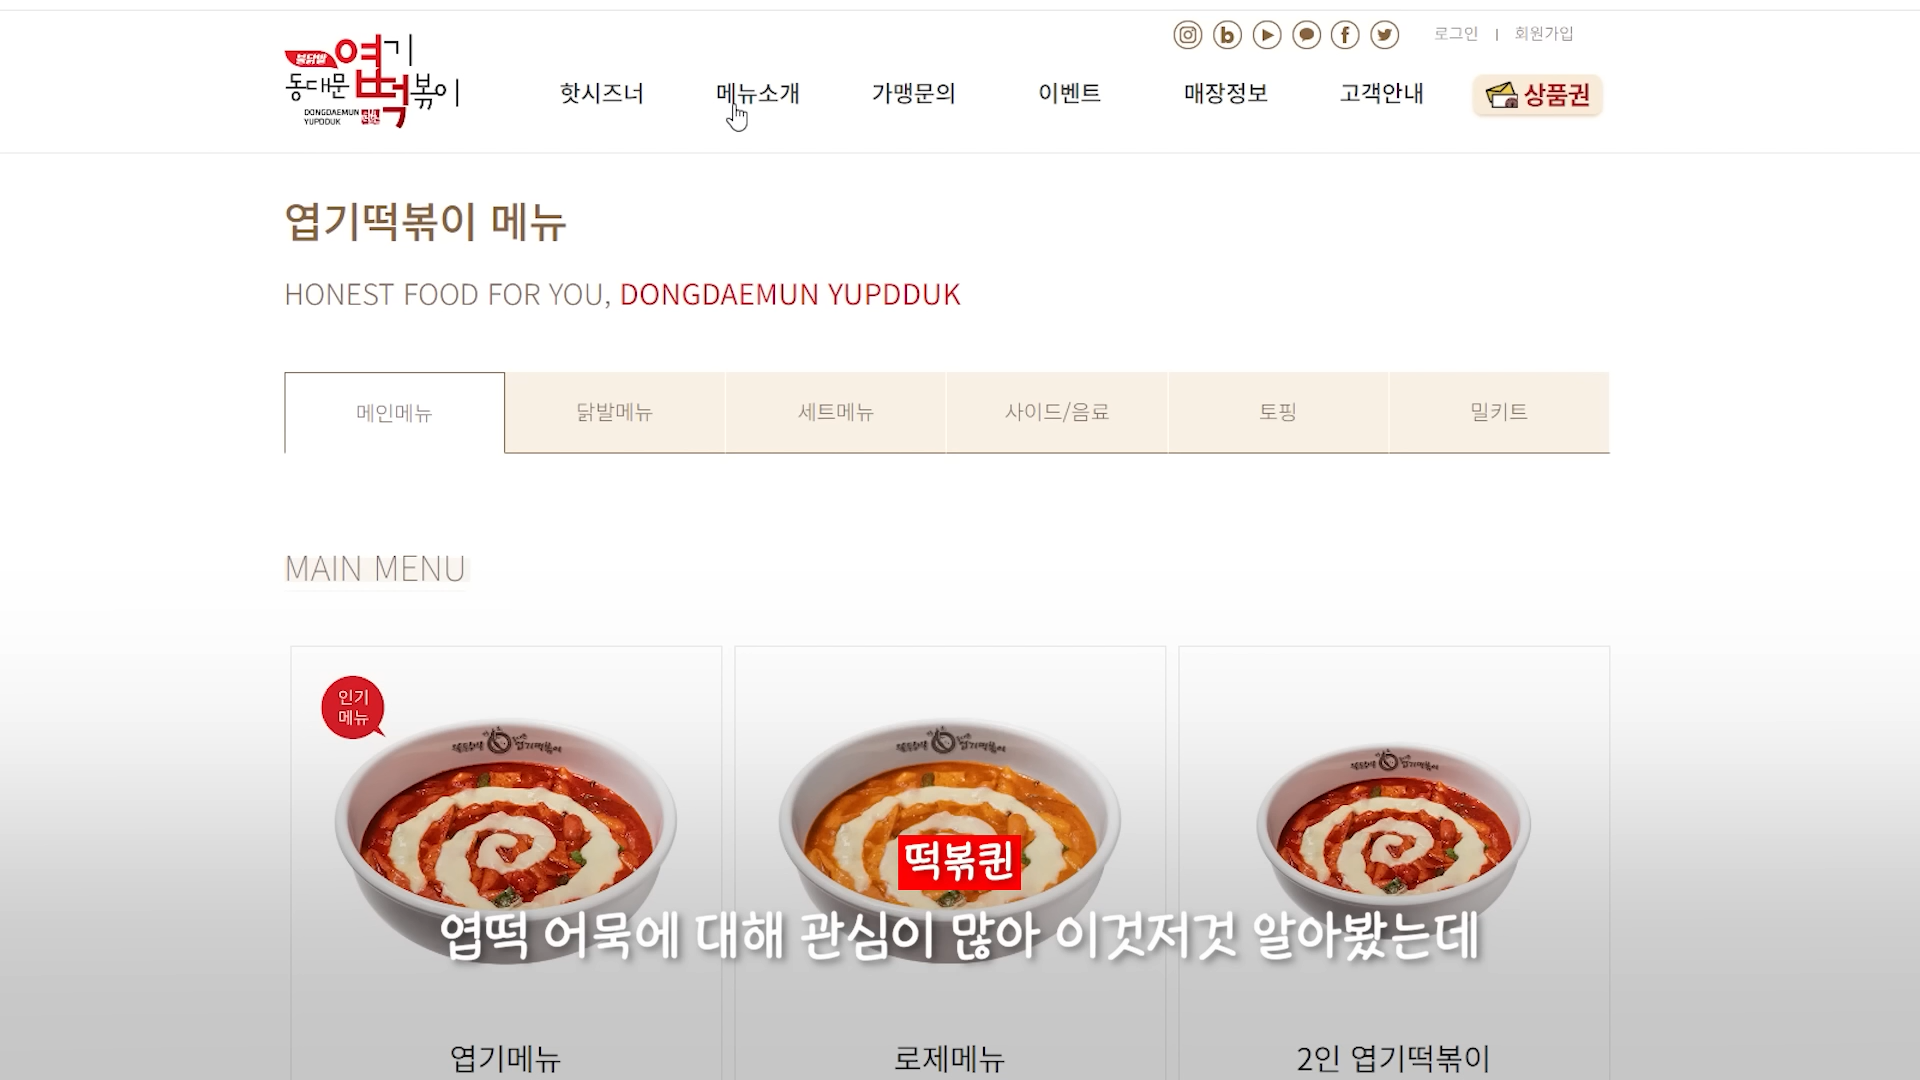 불닭발
동대문 엽기떡볶이
DONGDAEMUN
YUPDDUK
로그인 | 회원가입
핫시즈너 메뉴소개 가맹문의 이벤트 매장정보 고객안내 상품권
엽기떡볶이 메뉴
HONEST FOOD FOR YOU, DONGDAEMUN YUPDDUK
메인메뉴 닭발메뉴 세트메뉴 사이드/음료 토핑 밀키트
MAIN MENU
인기
메뉴
떡볶퀸
엽떡 어묵에 대해 관심이 많아 이것저것 알아봤는데
엽기메뉴 로제메뉴 2인 엽기떡볶이